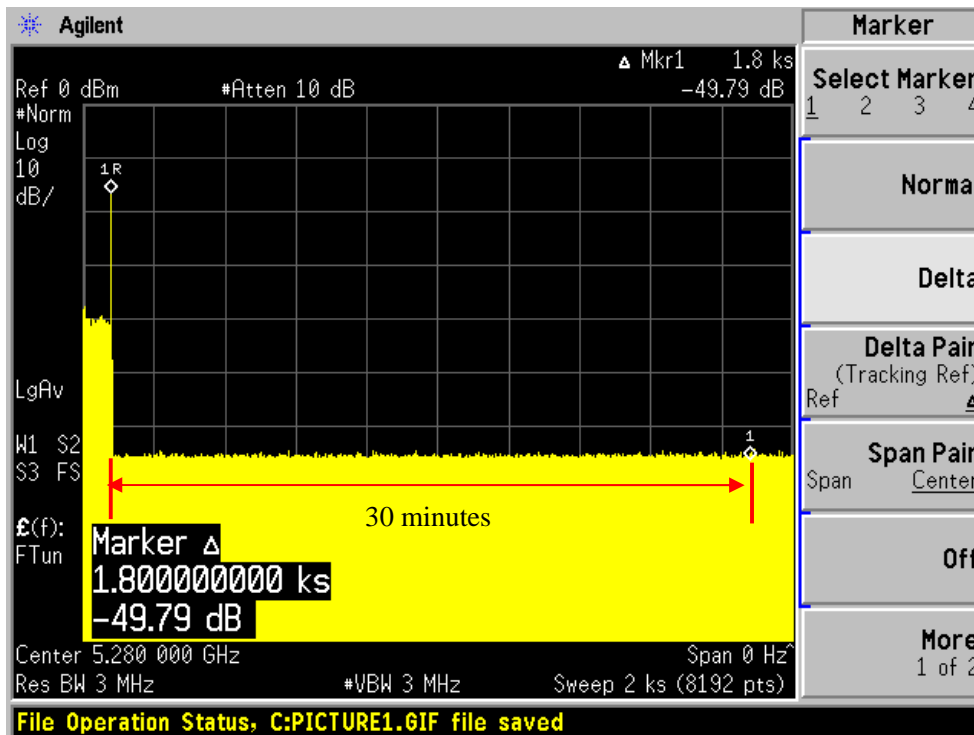 Agilent
Marker
Δ Mkr1 1.8 ks
Ref 0 dBm #Atten 10 dB -49.79 dB
#Norm
Log
10
dB/
1R
LgAv
W1 S2
S3 FS
£(f):
FTun
1
30 minutes
Marker Δ
1.800000000 ks
-49.79 dB
Center 5.280 000 GHz Span 0 Hz^
Res BW 3 MHz #VBW 3 MHz Sweep 2 ks (8192 pts)
File Operation Status, C:PICTURE1.GIF file saved
Select Marker
1 2 3 4
Norma
Delta
Delta Pair
(Tracking Ref)
Ref Δ
Span Pair
Span Center
Off
More
1 of 2